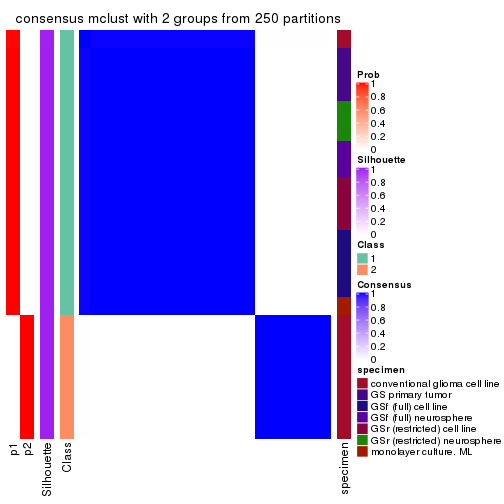 consensus mclust with 2 groups from 250 partitions
Prob
1
0.8
0.6
0.4
0.2
0
Silhouette
1
0.8
0.6
0.4
0.2
0
Class
1
2
Consensus
1
0.8
0.6
0.4
0.2
0
specimen
conventional glioma cell line
GS primary tumor
GSf (full) cell line
GSf (full) neurosphere
GSr (restricted) cell line
GSr (restricted) neurosphere
monolayer culture. ML
p1
p2
Silhouette
Class
specimen